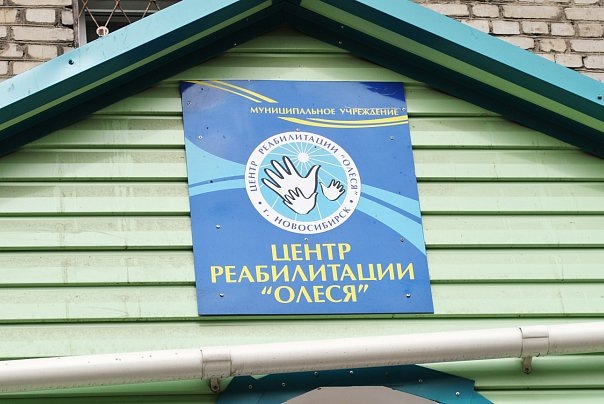 МУНИЦИПАЛЬНОЕ УЧРЕЖДЕНИЕ
ЦЕНТР РЕАБИЛИТАЦИИ "ОЛЕСЯ"
• г. НОВОСИБИРСК •
ЦЕНТР
РЕАБИЛИТАЦИИ
"ОЛЕСЯ"